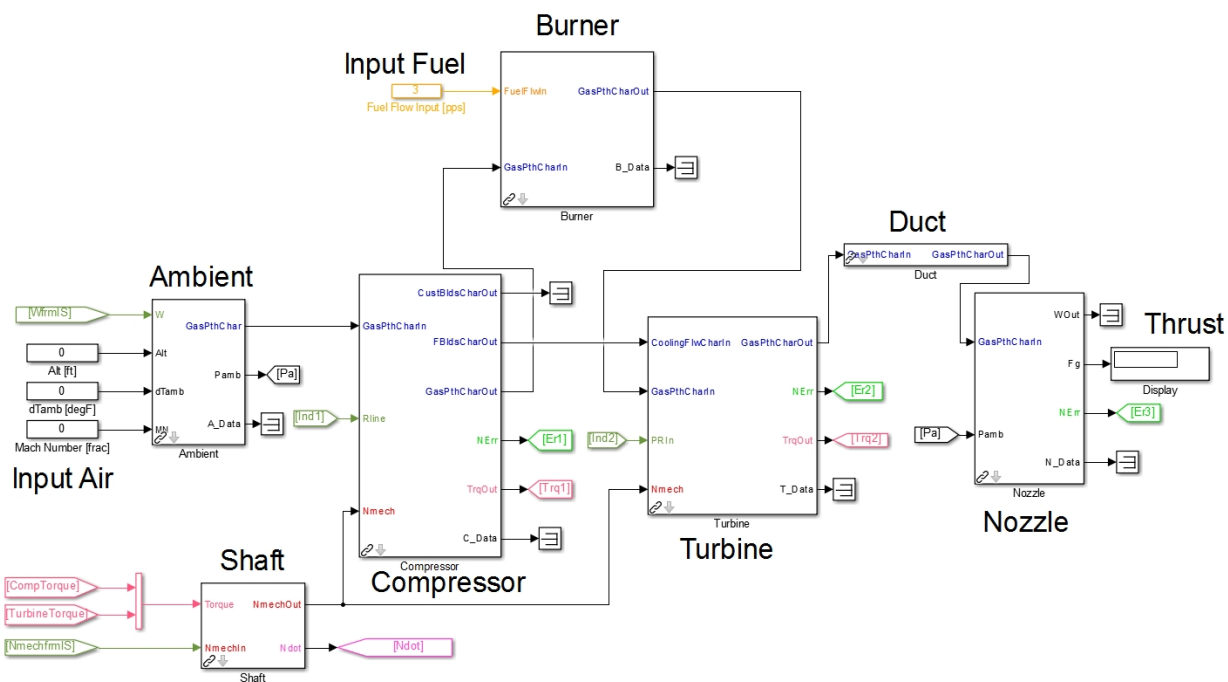 Burner
Input Fuel
3
Fuel Flow Input [pps]
FuelFlwIn
GasPthCharOut
GasPthCharIn
B_Data
Burner
Duct
GasPthCharIn
GasPthCharOut
Duct
Ambient
[WfrmIS]
W
GasPthChar
0
Alt
Alt [ft]
Pamb
[Pa]
0
dTamb
dTamb [degF]
A_Data
0
MN
Mach Number [frac]
Ambient
Input Air
CustBldsCharOut
GasPthCharIn
FBldsCharOut
GasPthCharOut
[Ind1]
Rline
NErr
[Er1]
TrqOut
[Trq1]
Nmech
C_Data
Compressor
Compressor
CoolingFlwCharIn
GasPthCharOut
GasPthCharIn
NErr
[Er2]
[Ind2]
PRIn
TrqOut
[Trq2]
Nmech
T_Data
Turbine
Turbine
WOut
Thrust
GasPthCharIn
Fg
Display
NErr
[Er3]
[Pa]
Pamb
N_Data
Nozzle
Nozzle
Shaft
[CompTorque]
Torque
NmechOut
[TurbineTorque]
[NmechfrmIS]
NmechIn
Ndot
[Ndot]
Shaft